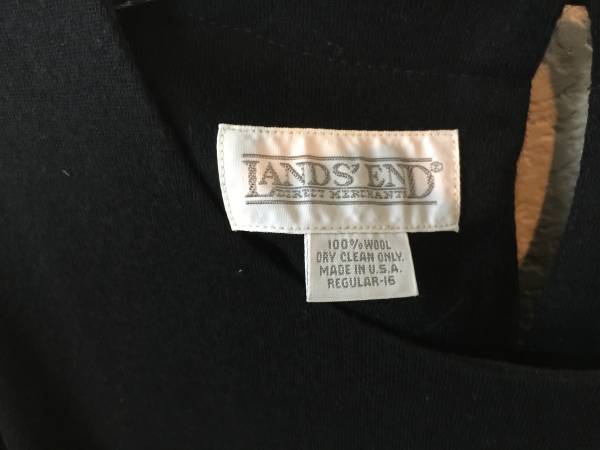 LANDS' END®
DIRECT MERCHANTS
100% WOOL
DRY CLEAN ONLY.
MADE IN U.S.A.
REGULAR-16